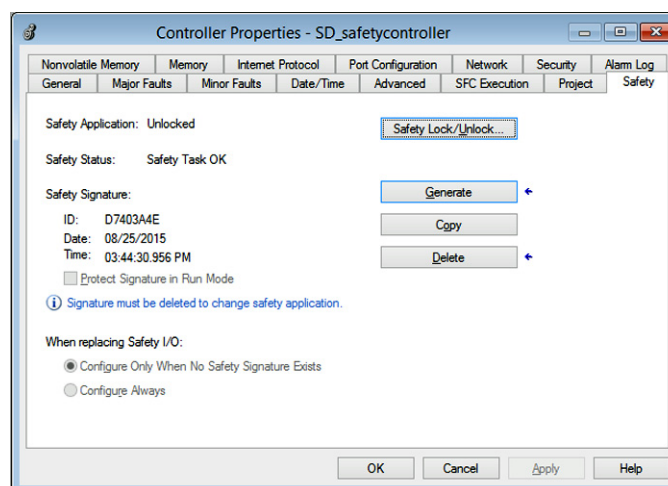 Controller Properties - SD_safetycontroller
Nonvolatile Memory Memory Internet Protocol Port Configuration Network Security Alarm Log
General Major Faults Minor Faults Date/Time Advanced SFC Execution Project Safety
Safety Application: Unlocked
Safety Lock/Unlock...
Safety Status: Safety Task OK
Safety Signature:
Generate
ID: D7403A4E
Copy
Date: 08/25/2015
Time: 03:44:30.956 PM
Delete
Protect Signature in Run Mode
Signature must be deleted to change safety application.
When replacing Safety I/O:
Configure Only When No Safety Signature Exists
Configure Always
OK Cancel Apply Help